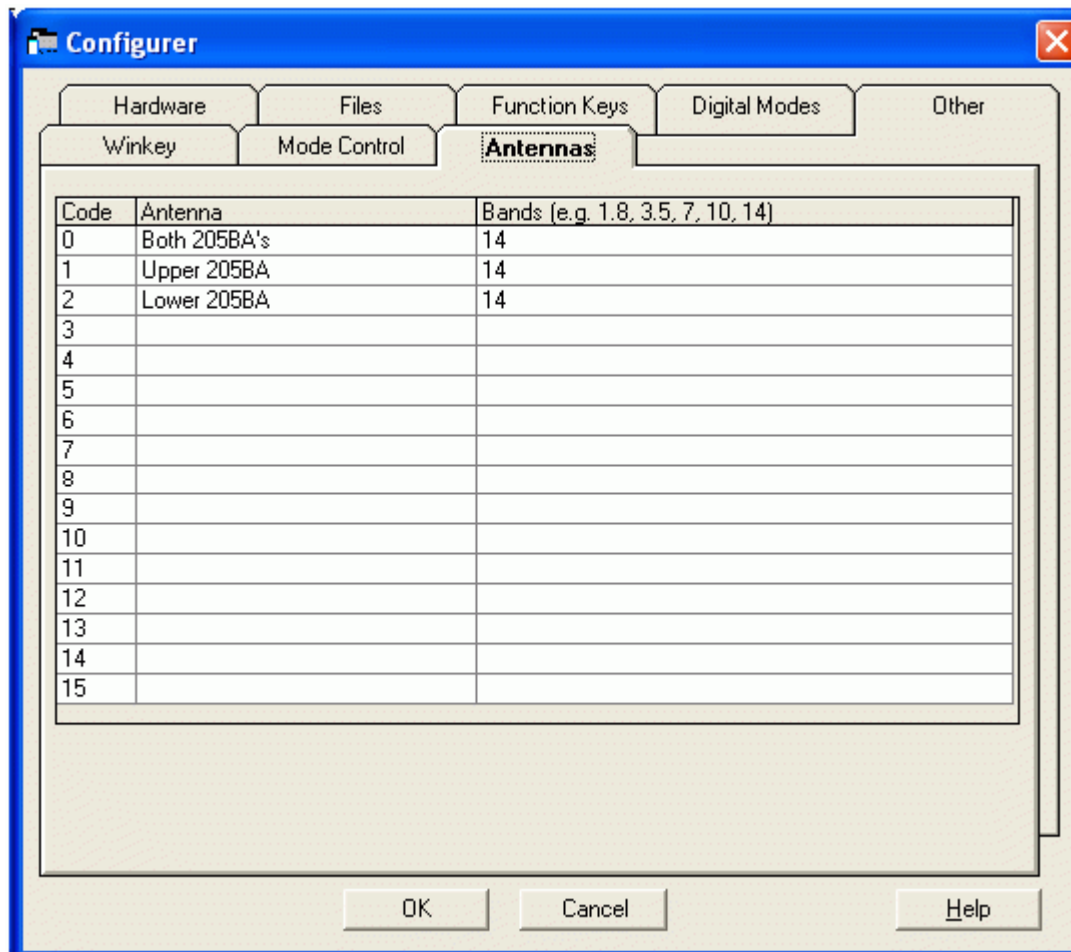 Configurer
Hardware Files Function Keys Digital Modes Other
Winkey Mode Control Antennas
Code Antenna Bands (e.g. 1.8, 3.5, 7, 10, 14)
0 Both 205BA's 14
1 Upper 205BA 14
2 Lower 205BA 14
3
4
5
6
7
8
9
10
11
12
13
14
15
OK Cancel Help